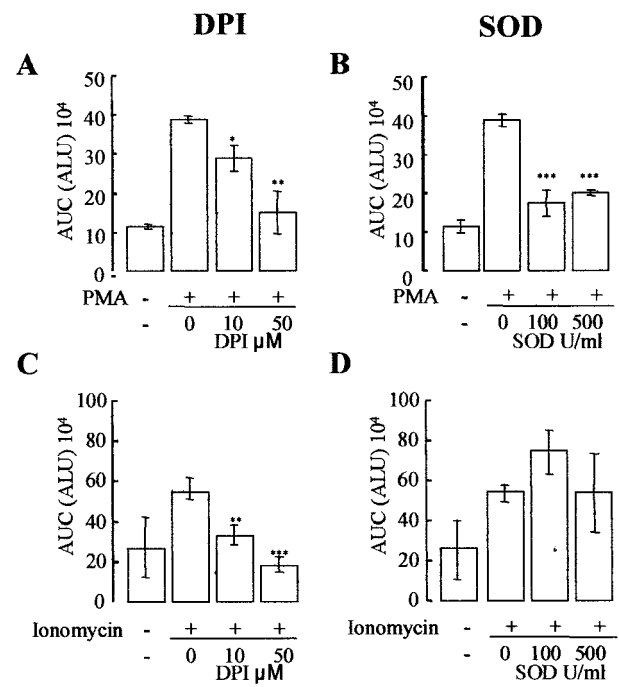 DPI SOD
A
AUC (ALU) 10⁴
50
40
30
20
10
0
* **
PMA - + + +
- 0 10 50
DPI µM
B
AUC (ALU) 10⁴
50
40
30
20
10
0
*** ***
PMA - + + +
- 0 100 500
SOD U/ml
C
AUC (ALU) 10⁴
100
80
60
40
20
0
** ***
Ionomycin - + + +
- 0 10 50
DPI µM
D
AUC (ALU) 10⁴
100
80
60
40
20
0
Ionomycin - + + +
- 0 100 500
SOD U/ml